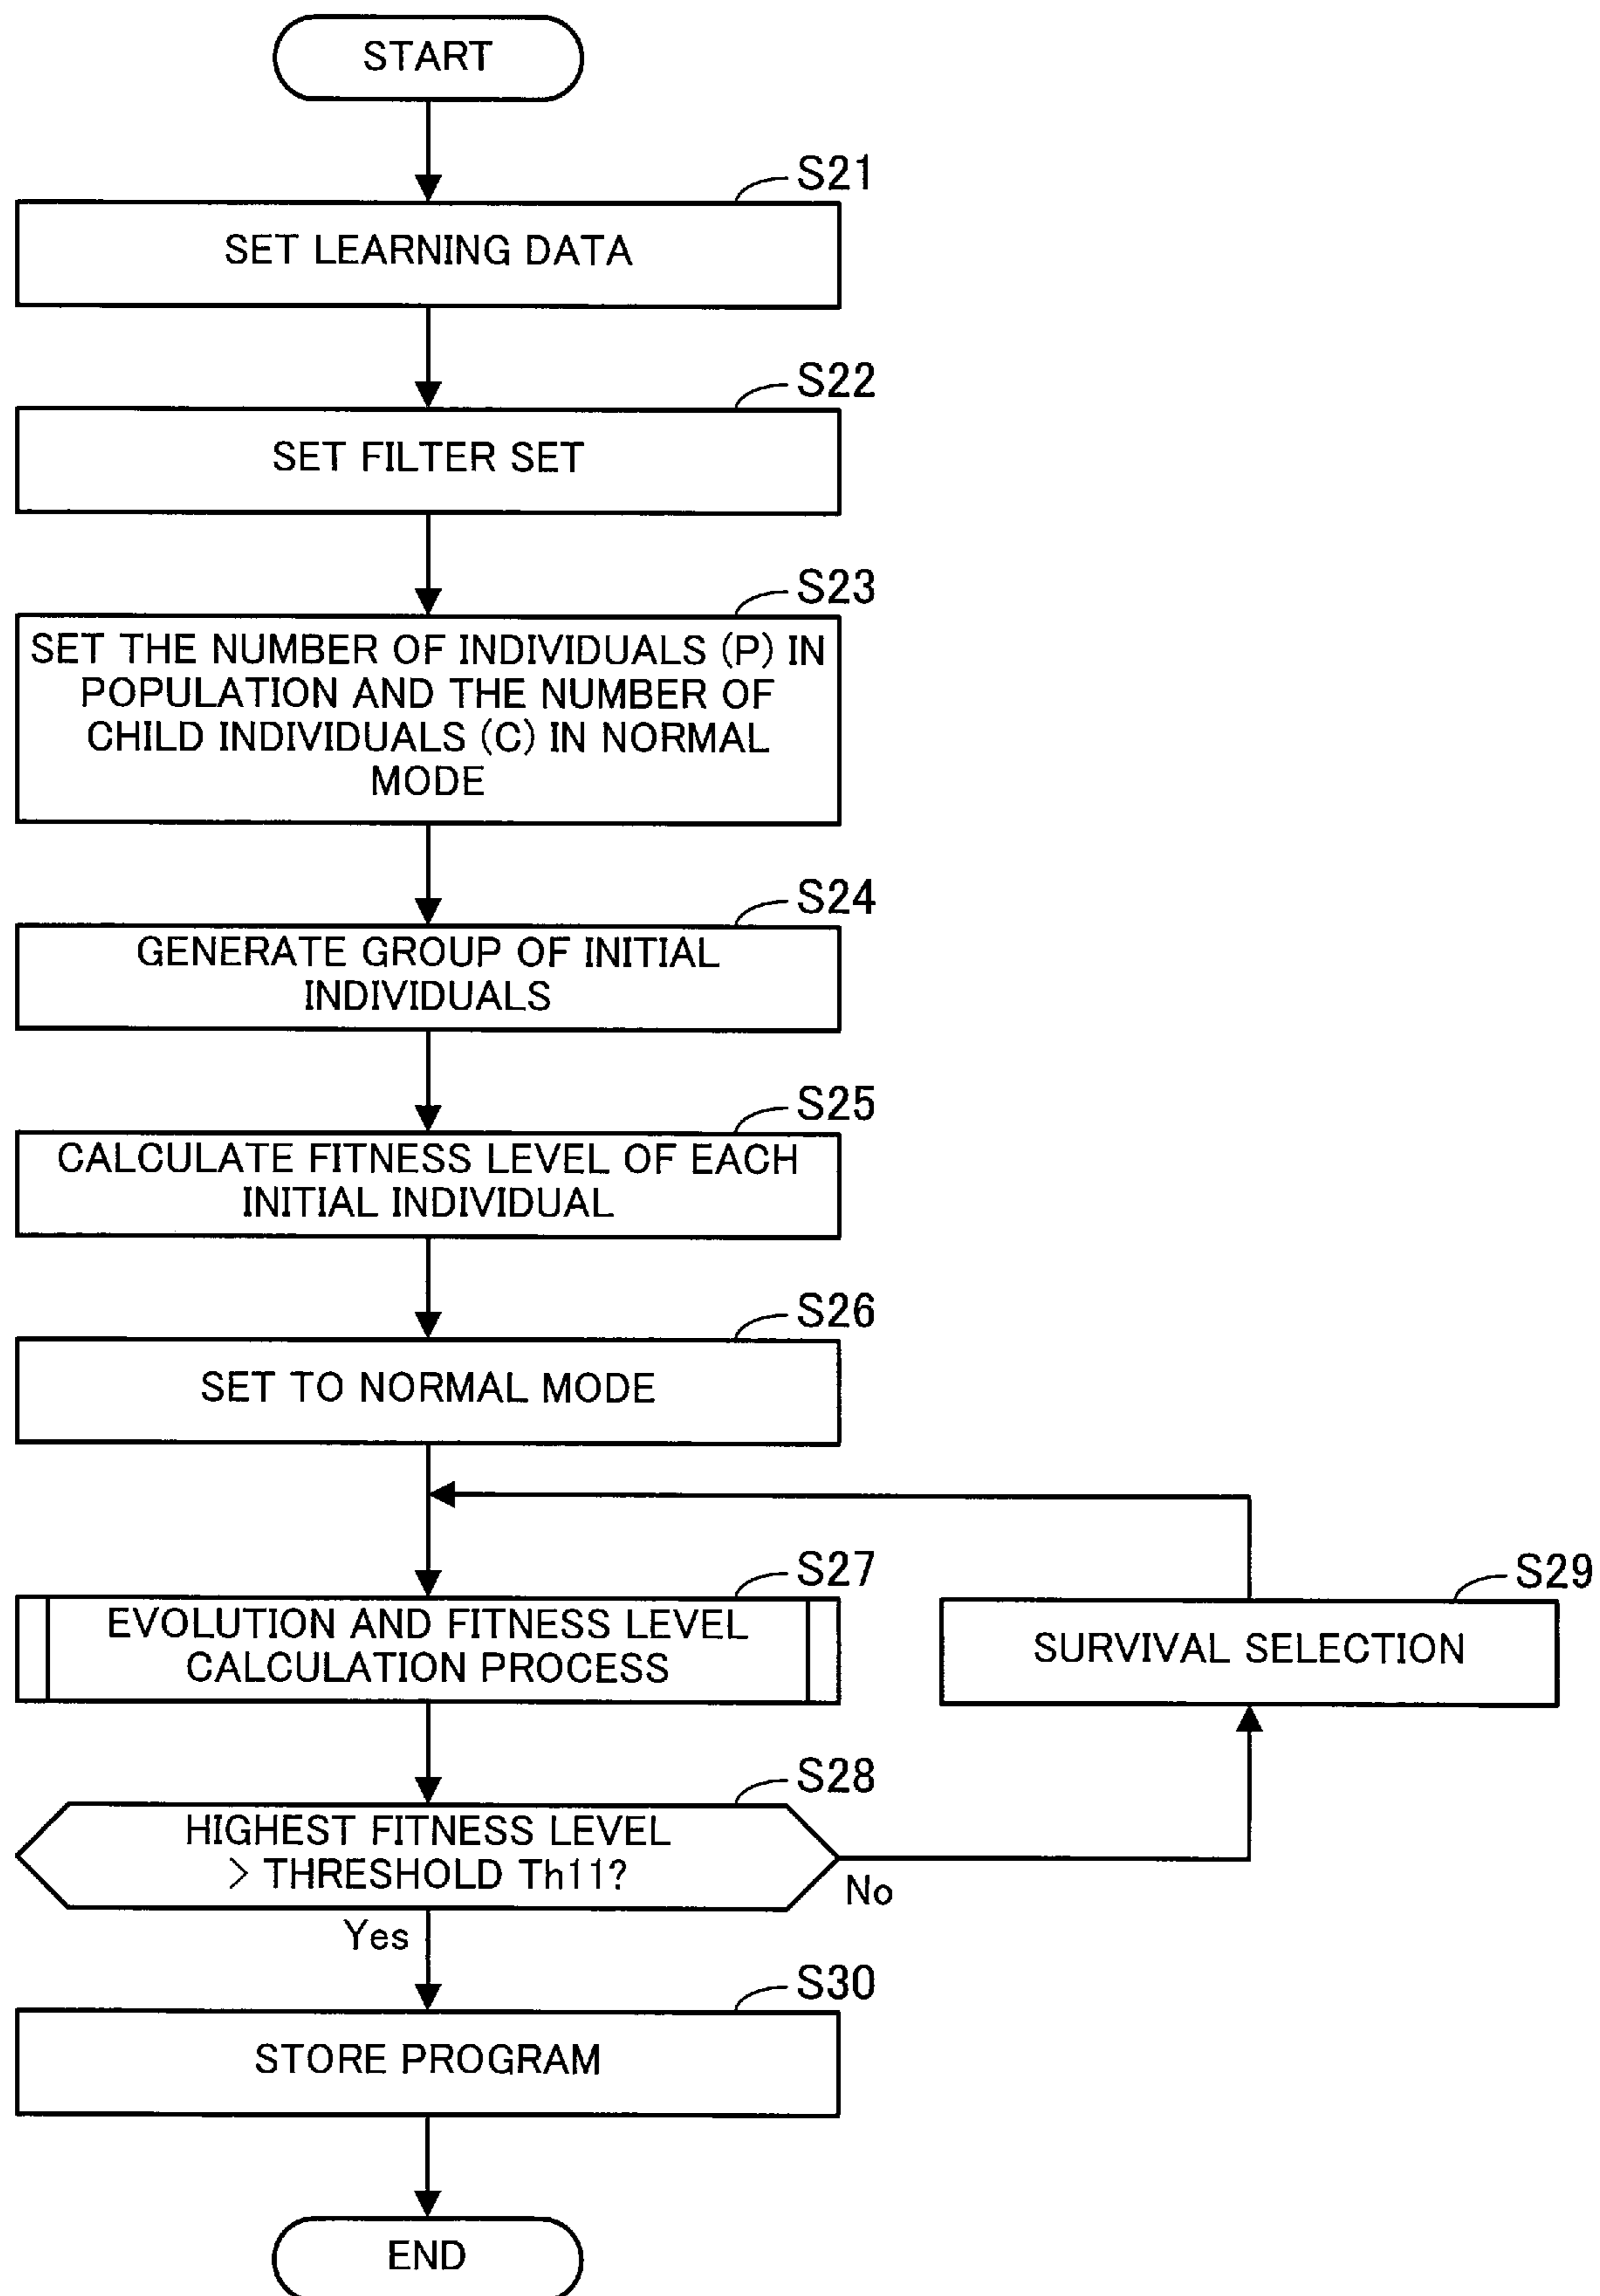 START
S21
SET LEARNING DATA
S22
SET FILTER SET
S23
SET THE NUMBER OF INDIVIDUALS (P) IN
POPULATION AND THE NUMBER OF
CHILD INDIVIDUALS (C) IN NORMAL
MODE
S24
GENERATE GROUP OF INITIAL
INDIVIDUALS
S25
CALCULATE FITNESS LEVEL OF EACH
INITIAL INDIVIDUAL
S26
SET TO NORMAL MODE
S27
EVOLUTION AND FITNESS LEVEL
CALCULATION PROCESS
S29
SURVIVAL SELECTION
S28
HIGHEST FITNESS LEVEL
> THRESHOLD Th11?
No
Yes
S30
STORE PROGRAM
END